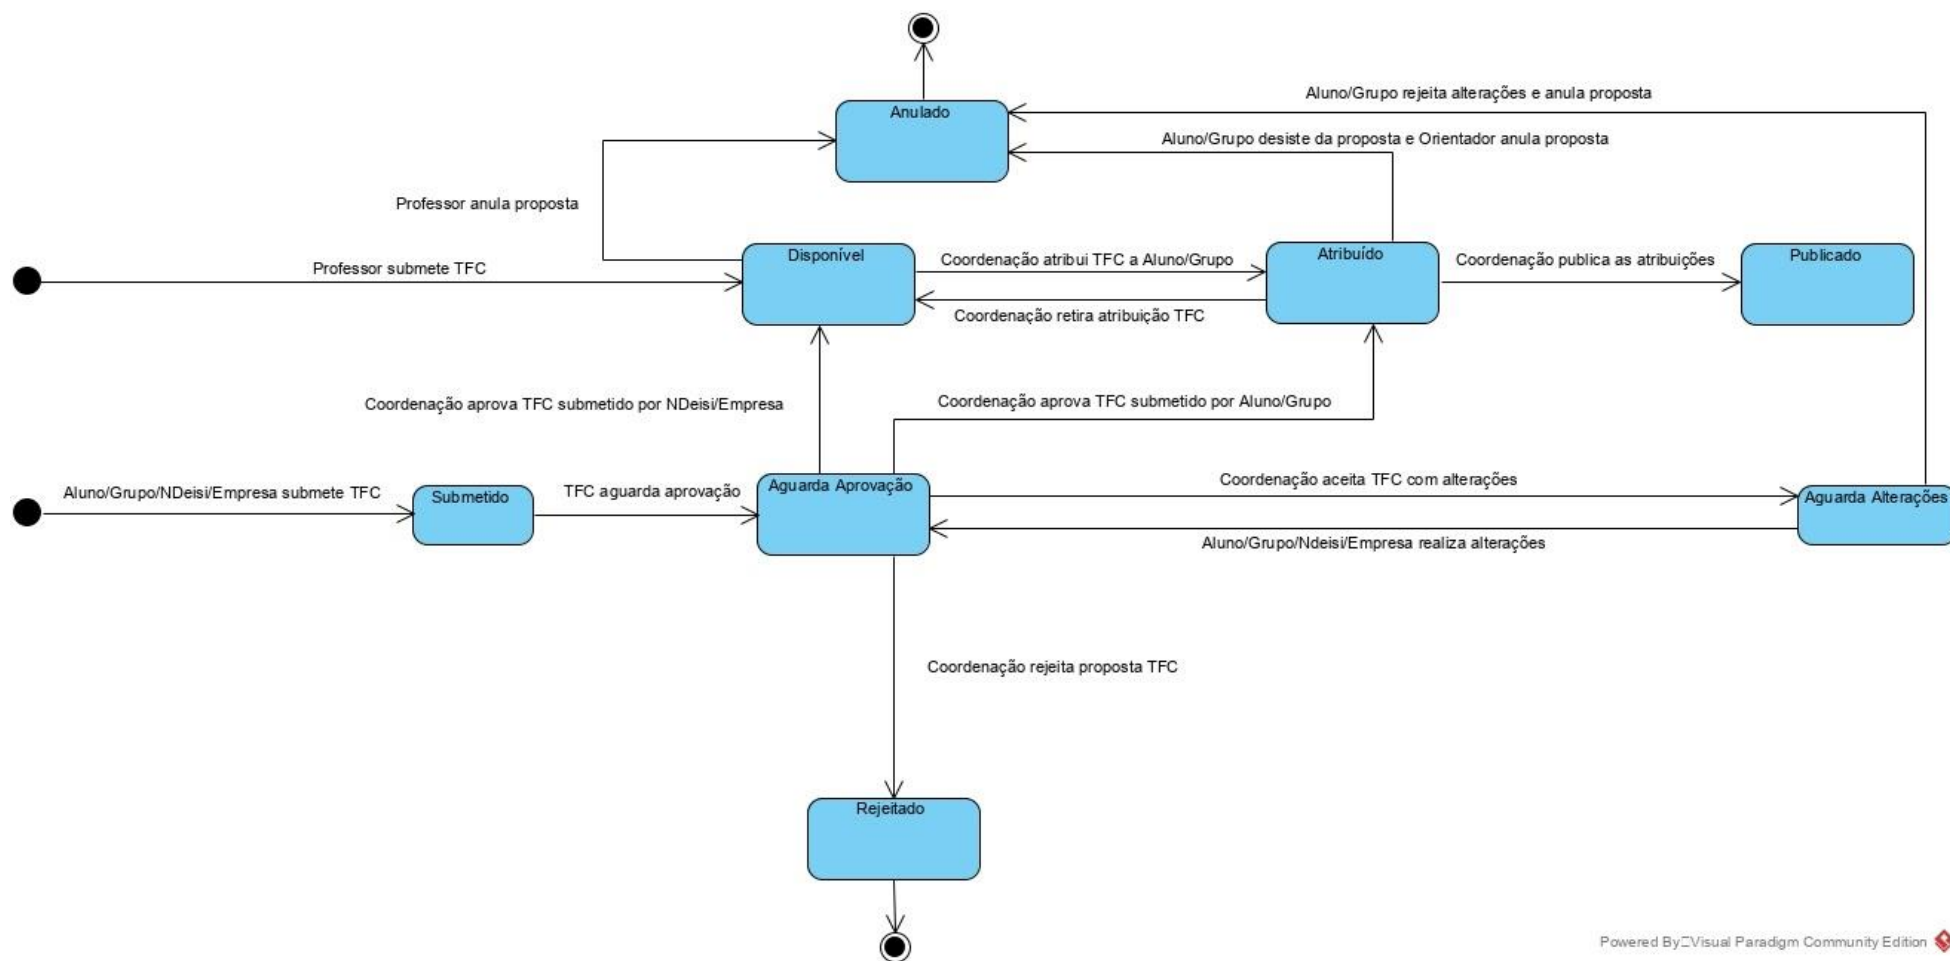 Anulado
Aluno/Grupo rejeita alterações e anula proposta
Aluno/Grupo desiste da proposta e Orientador anula proposta
Professor anula proposta
Professor submete TFC
Disponível
Coordenação atribui TFC a Aluno/Grupo
Coordenação retira atribuição TFC
Atribuído
Coordenação publica as atribuições
Publicado
Coordenação aprova TFC submetido por NDeisi/Empresa
Coordenação aprova TFC submetido por Aluno/Grupo
Aluno/Grupo/NDeisi/Empresa submete TFC
Submetido
TFC aguarda aprovação
Aguarda Aprovação
Coordenação aceita TFC com alterações
Aluno/Grupo/Ndeisi/Empresa realiza alterações
Aguarda Alterações
Coordenação rejeita proposta TFC
Rejeitado
Powered By Visual Paradigm Community Edition